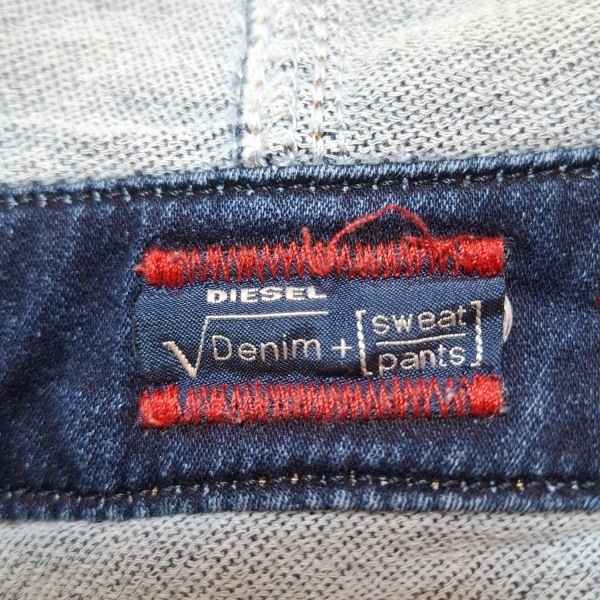 DIESEL
√Denim + [sweat/pants]